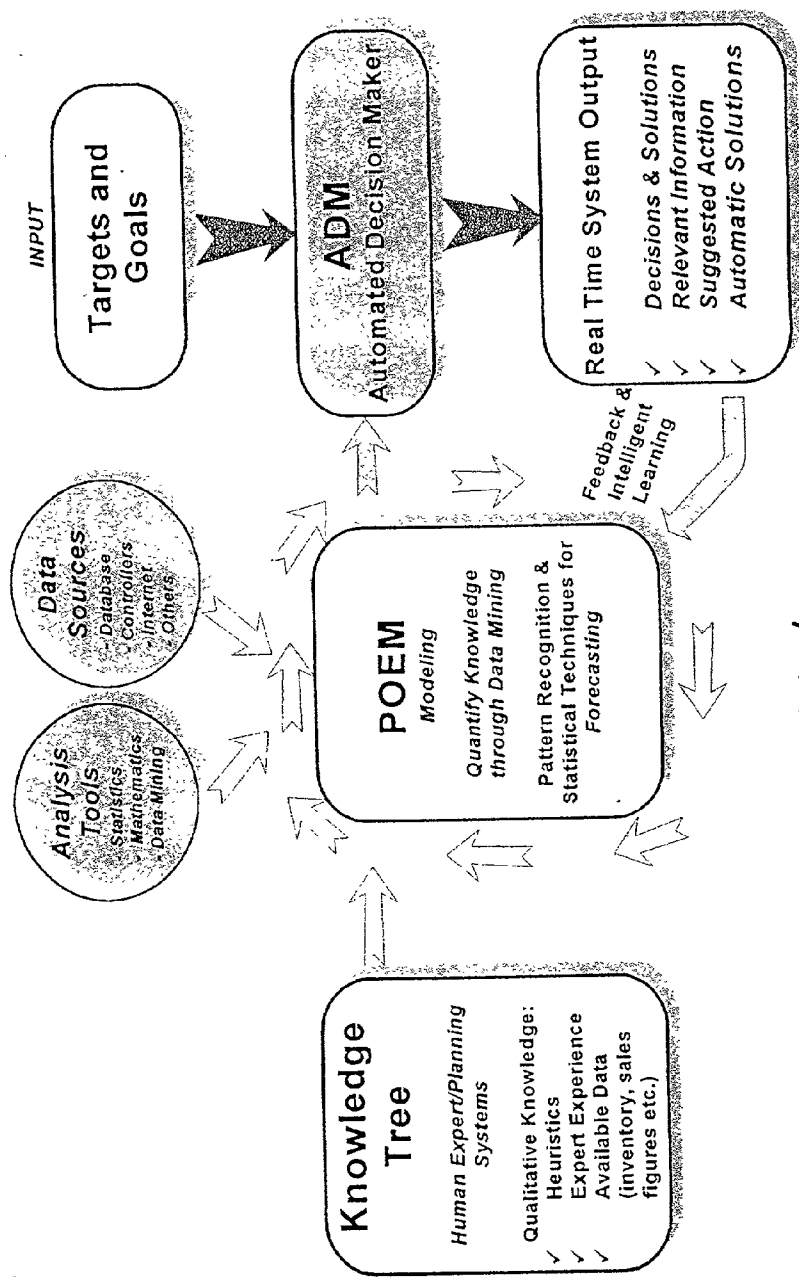 INPUT
Targets and
Goals
ADM
Automated Decision Maker
Real Time System Output
✓ Decisions & Solutions
✓ Relevant Information
✓ Suggested Action
✓ Automatic Solutions
Data
Sources
- Database
- Controllers
- Internet
- Others
Analysis
Tools
- Statistics
- Mathematics
- Data Mining
POEM
Modeling
Quantify Knowledge
through Data Mining
Pattern Recognition &
Statistical Techniques for
Forecasting
Feedback &
Intelligent
Learning
Knowledge
Tree
Human Expert/Planning
Systems
Qualitative Knowledge:
✓ Heuristics
✓ Expert Experience
✓ Available Data
(inventory, sales
figures etc.)